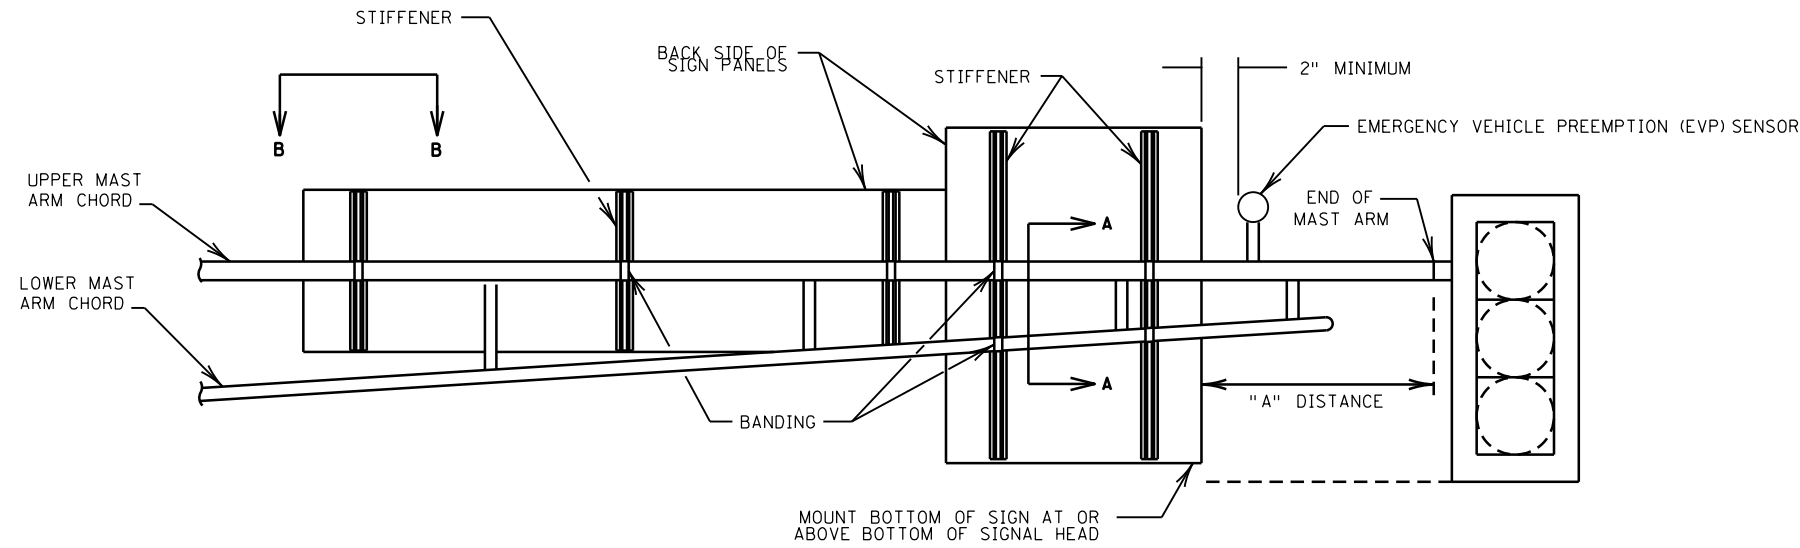 STIFFENER
BACK SIDE OF
SIGN PANELS
STIFFENER
2" MINIMUM
EMERGENCY VEHICLE PREEMPTION (EVP) SENSOR
B
B
UPPER MAST
ARM CHORD
END OF
MAST ARM
A
LOWER MAST
ARM CHORD
A
"A" DISTANCE
BANDING
MOUNT BOTTOM OF SIGN AT OR
ABOVE BOTTOM OF SIGNAL HEAD